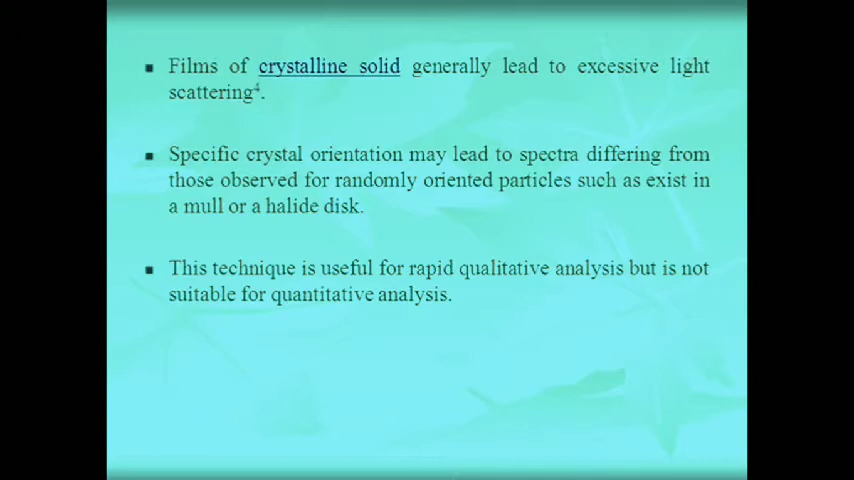 ▪ Films of crystalline solid generally lead to excessive light
scattering⁴.
▪ Specific crystal orientation may lead to spectra differing from
those observed for randomly oriented particles such as exist in
a mull or a halide disk.
▪ This technique is useful for rapid qualitative analysis but is not
suitable for quantitative analysis.